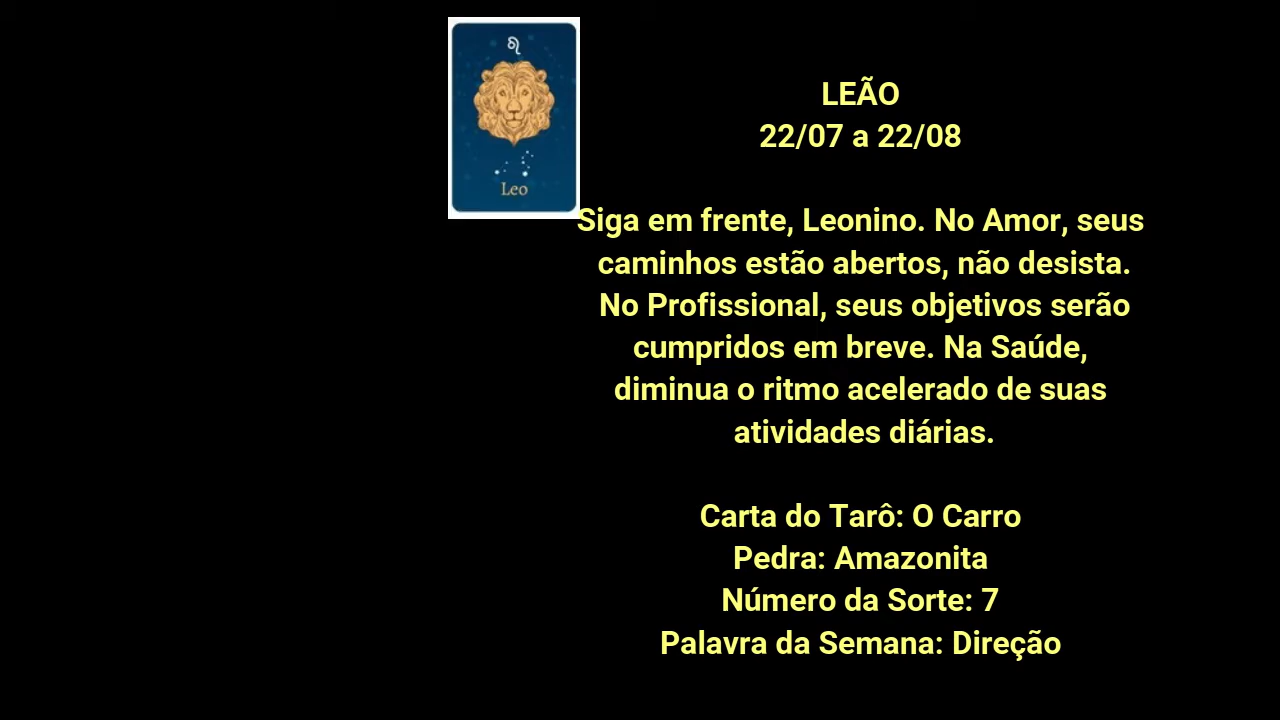 ♌
Leo
LEÃO
22/07 a 22/08
Siga em frente, Leonino. No Amor, seus
caminhos estão abertos, não desista.
No Profissional, seus objetivos serão
cumpridos em breve. Na Saúde,
diminua o ritmo acelerado de suas
atividades diárias.
Carta do Tarô: O Carro
Pedra: Amazonita
Número da Sorte: 7
Palavra da Semana: Direção